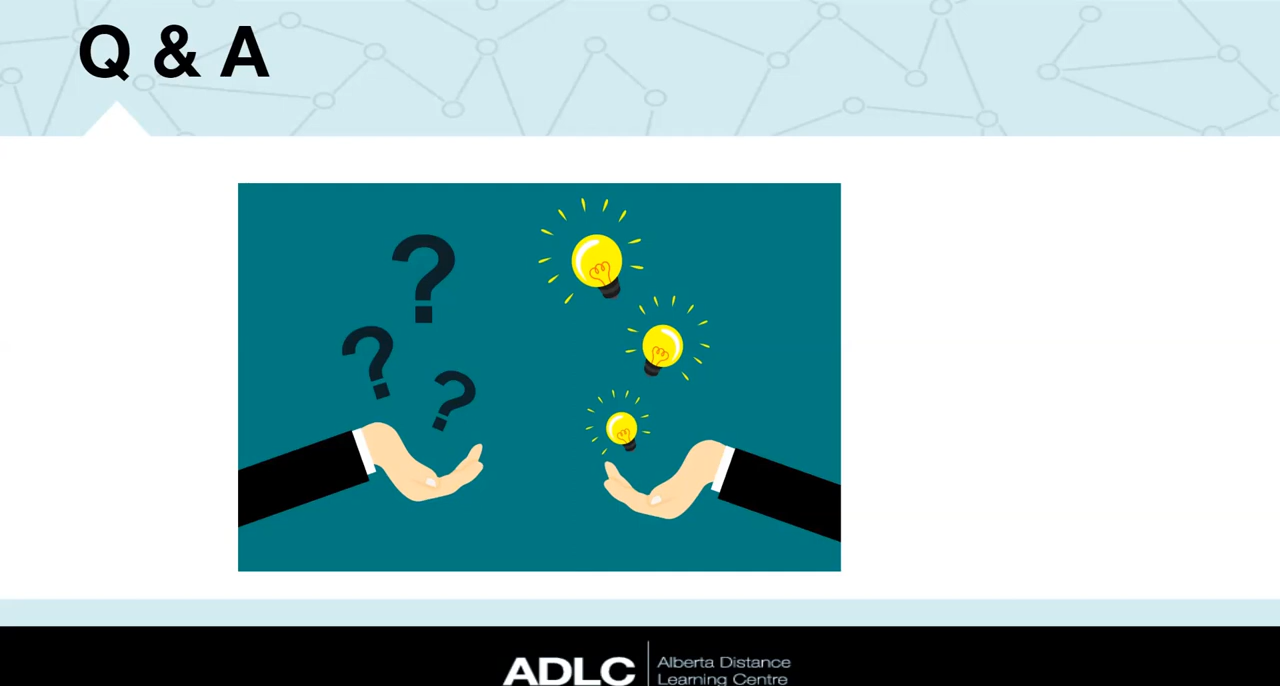 Q & A
? ? ?
ADLC
Alberta Distance
Learning Centre